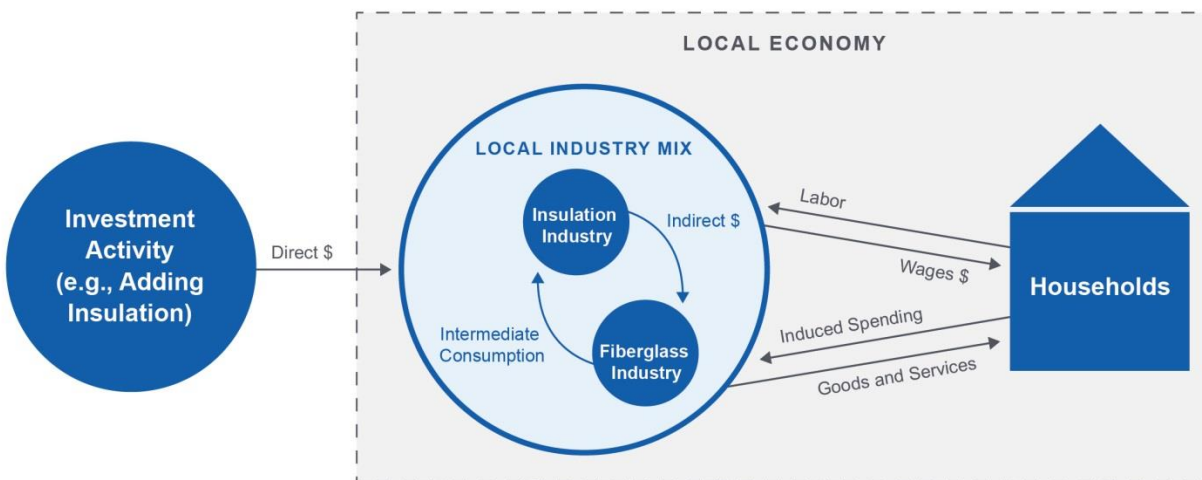 LOCAL ECONOMY
Investment
Activity
(e.g., Adding
Insulation)
Direct $
LOCAL INDUSTRY MIX
Insulation
Industry
Indirect $
Intermediate
Consumption
Fiberglass
Industry
Labor
Wages $
Induced Spending
Goods and Services
Households